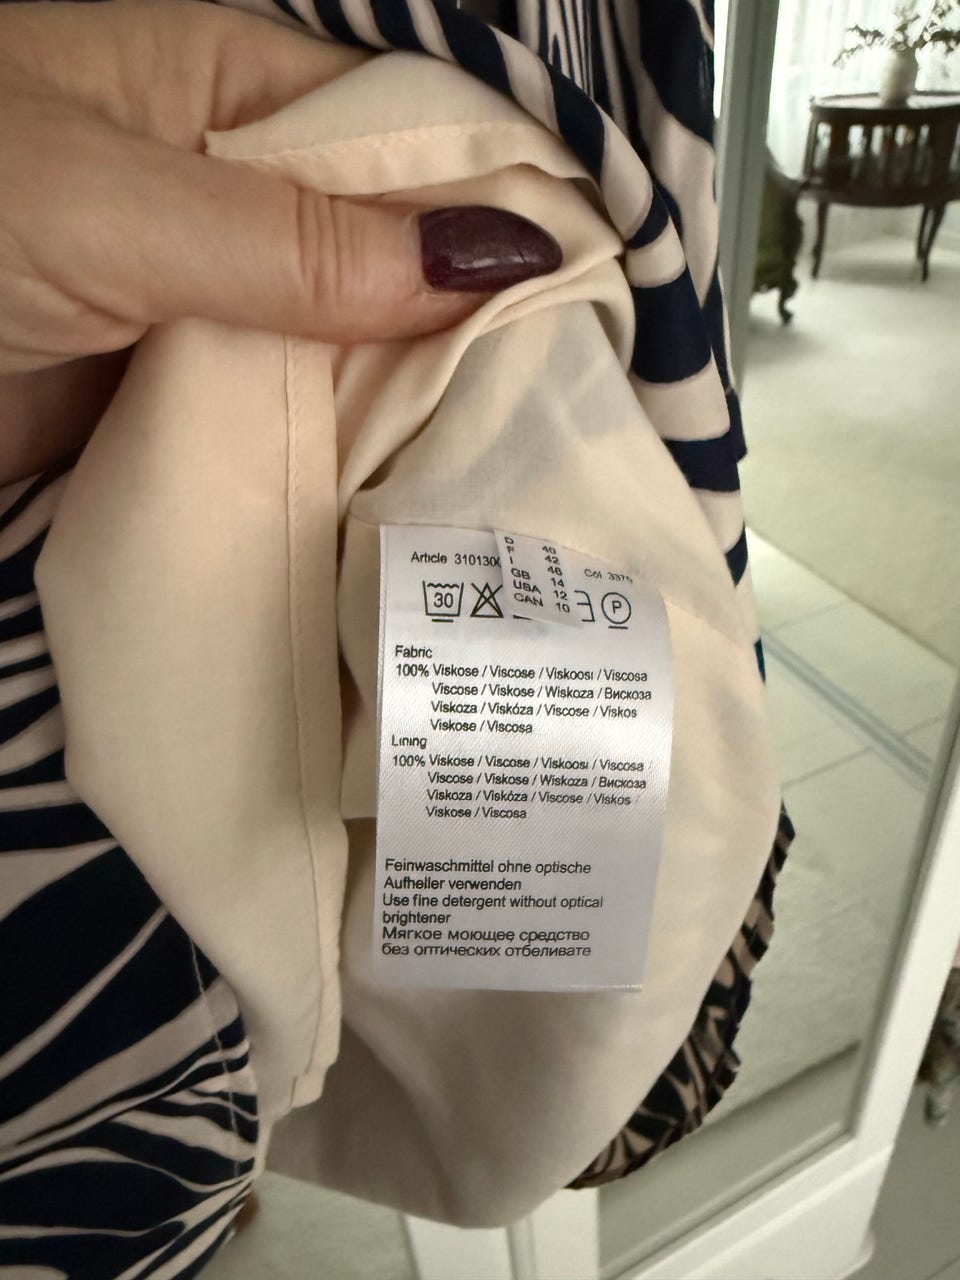 Article 310130
D 40
F 42
I 46
GB 14
USA 12
CAN 10
Col 337
30
P
Fabric
100% Viskose / Viscose / Viskoosi / Viscosa
Viscose / Viskose / Wiskoza / Вискоза
Viskoza / Viskóza / Viscose / Viskos
Viskose / Viscosa
Lining
100% Viskose / Viscose / Viskoosi / Viscosa /
Viscose / Viskose / Wiskoza / Вискоза
Viskoza / Viskóza / Viscose / Viskos /
Viskose / Viscosa
Feinwaschmittel ohne optische
Aufheller verwenden
Use fine detergent without optical
brightener
Мягкое моющее средство
без оптических отбеливате